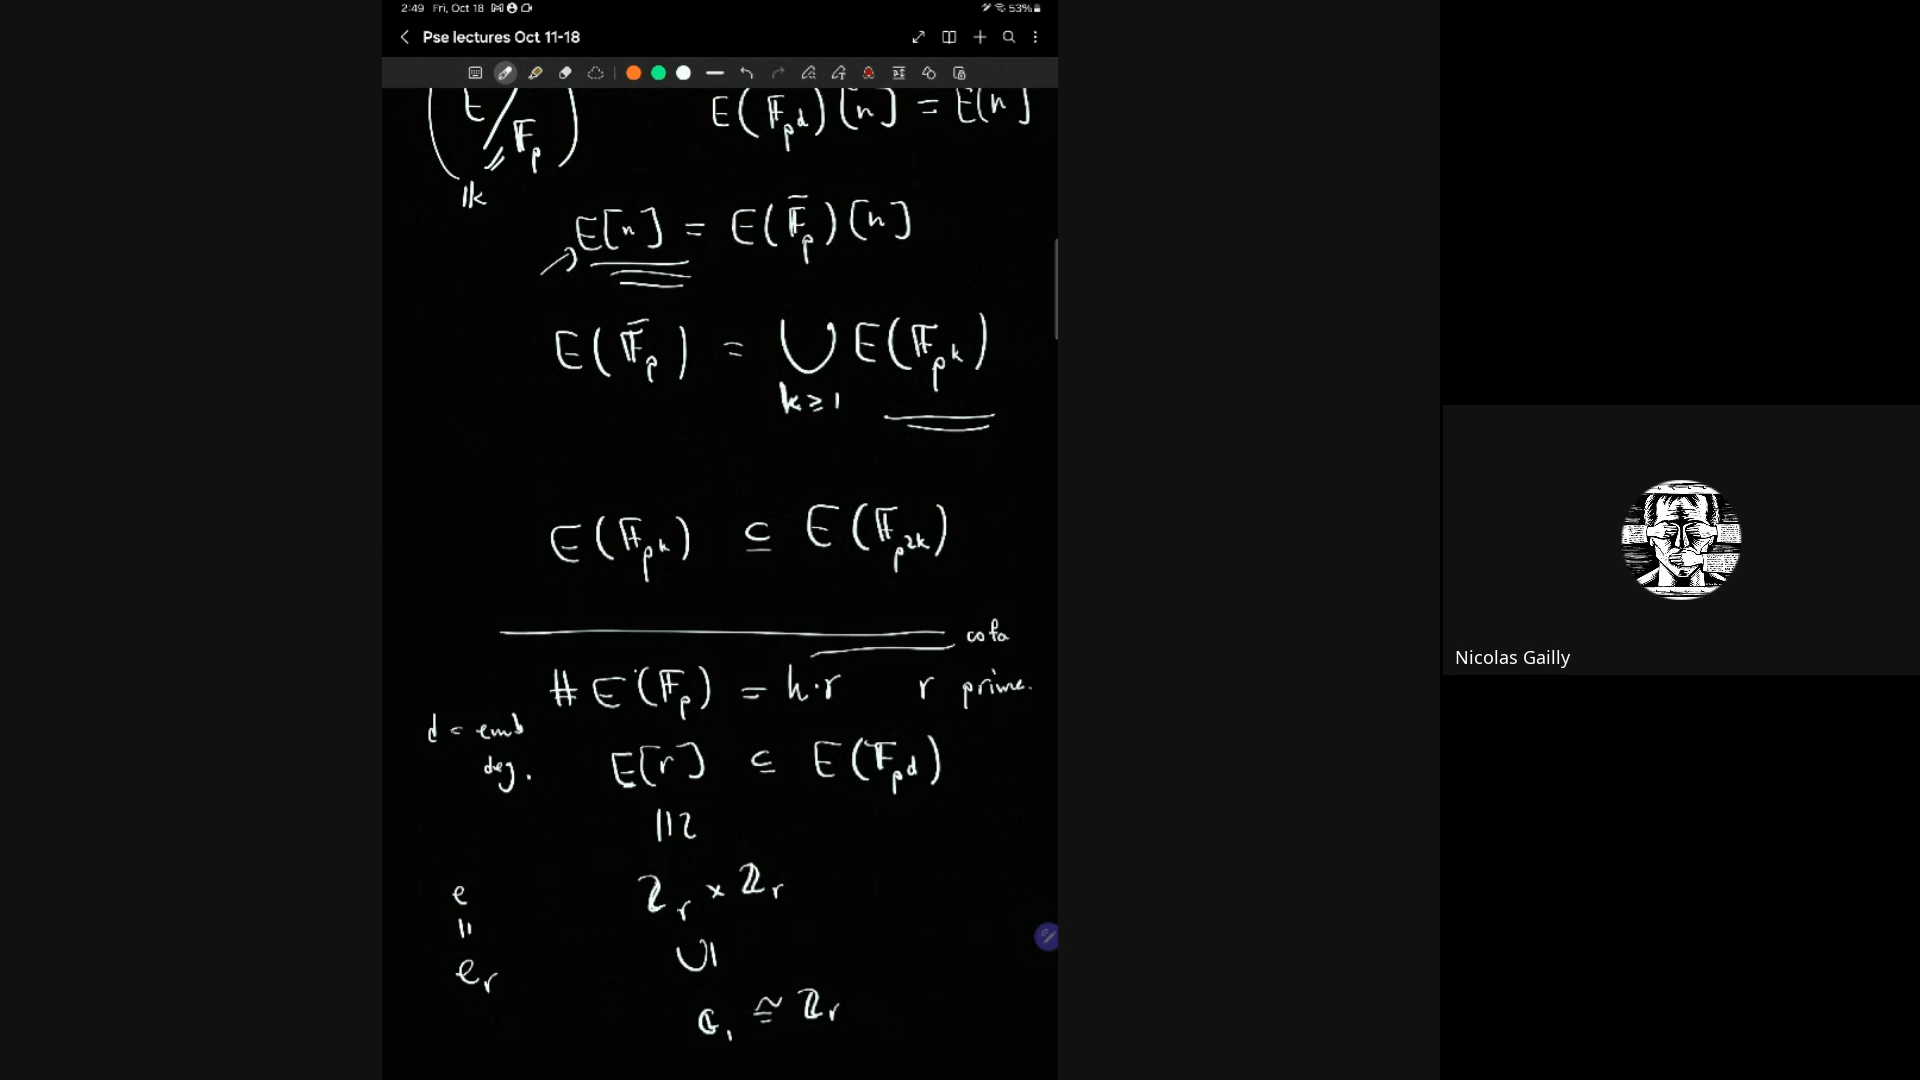 2:49 Fri, Oct 18 53%
Pse lectures Oct 11-18
E/𝔽_p E(𝔽_{p^d})[n] = E[n]
𝕜
E[n] = E(𝔽̄_p)[n]
E(𝔽̄_p) = ⋃_{k≥1} E(𝔽_{p^k})
E(𝔽_{p^k}) ⊆ E(𝔽_{p^{2k}})
cofa
# E(𝔽_p) = h·r r prime.
d = emb deg. E[r] ⊆ E(𝔽_{p^d})
≅
ℤ_r × ℤ_r
e = e_r
∪|
G_1 ≅ ℤ_r
Nicolas Gailly